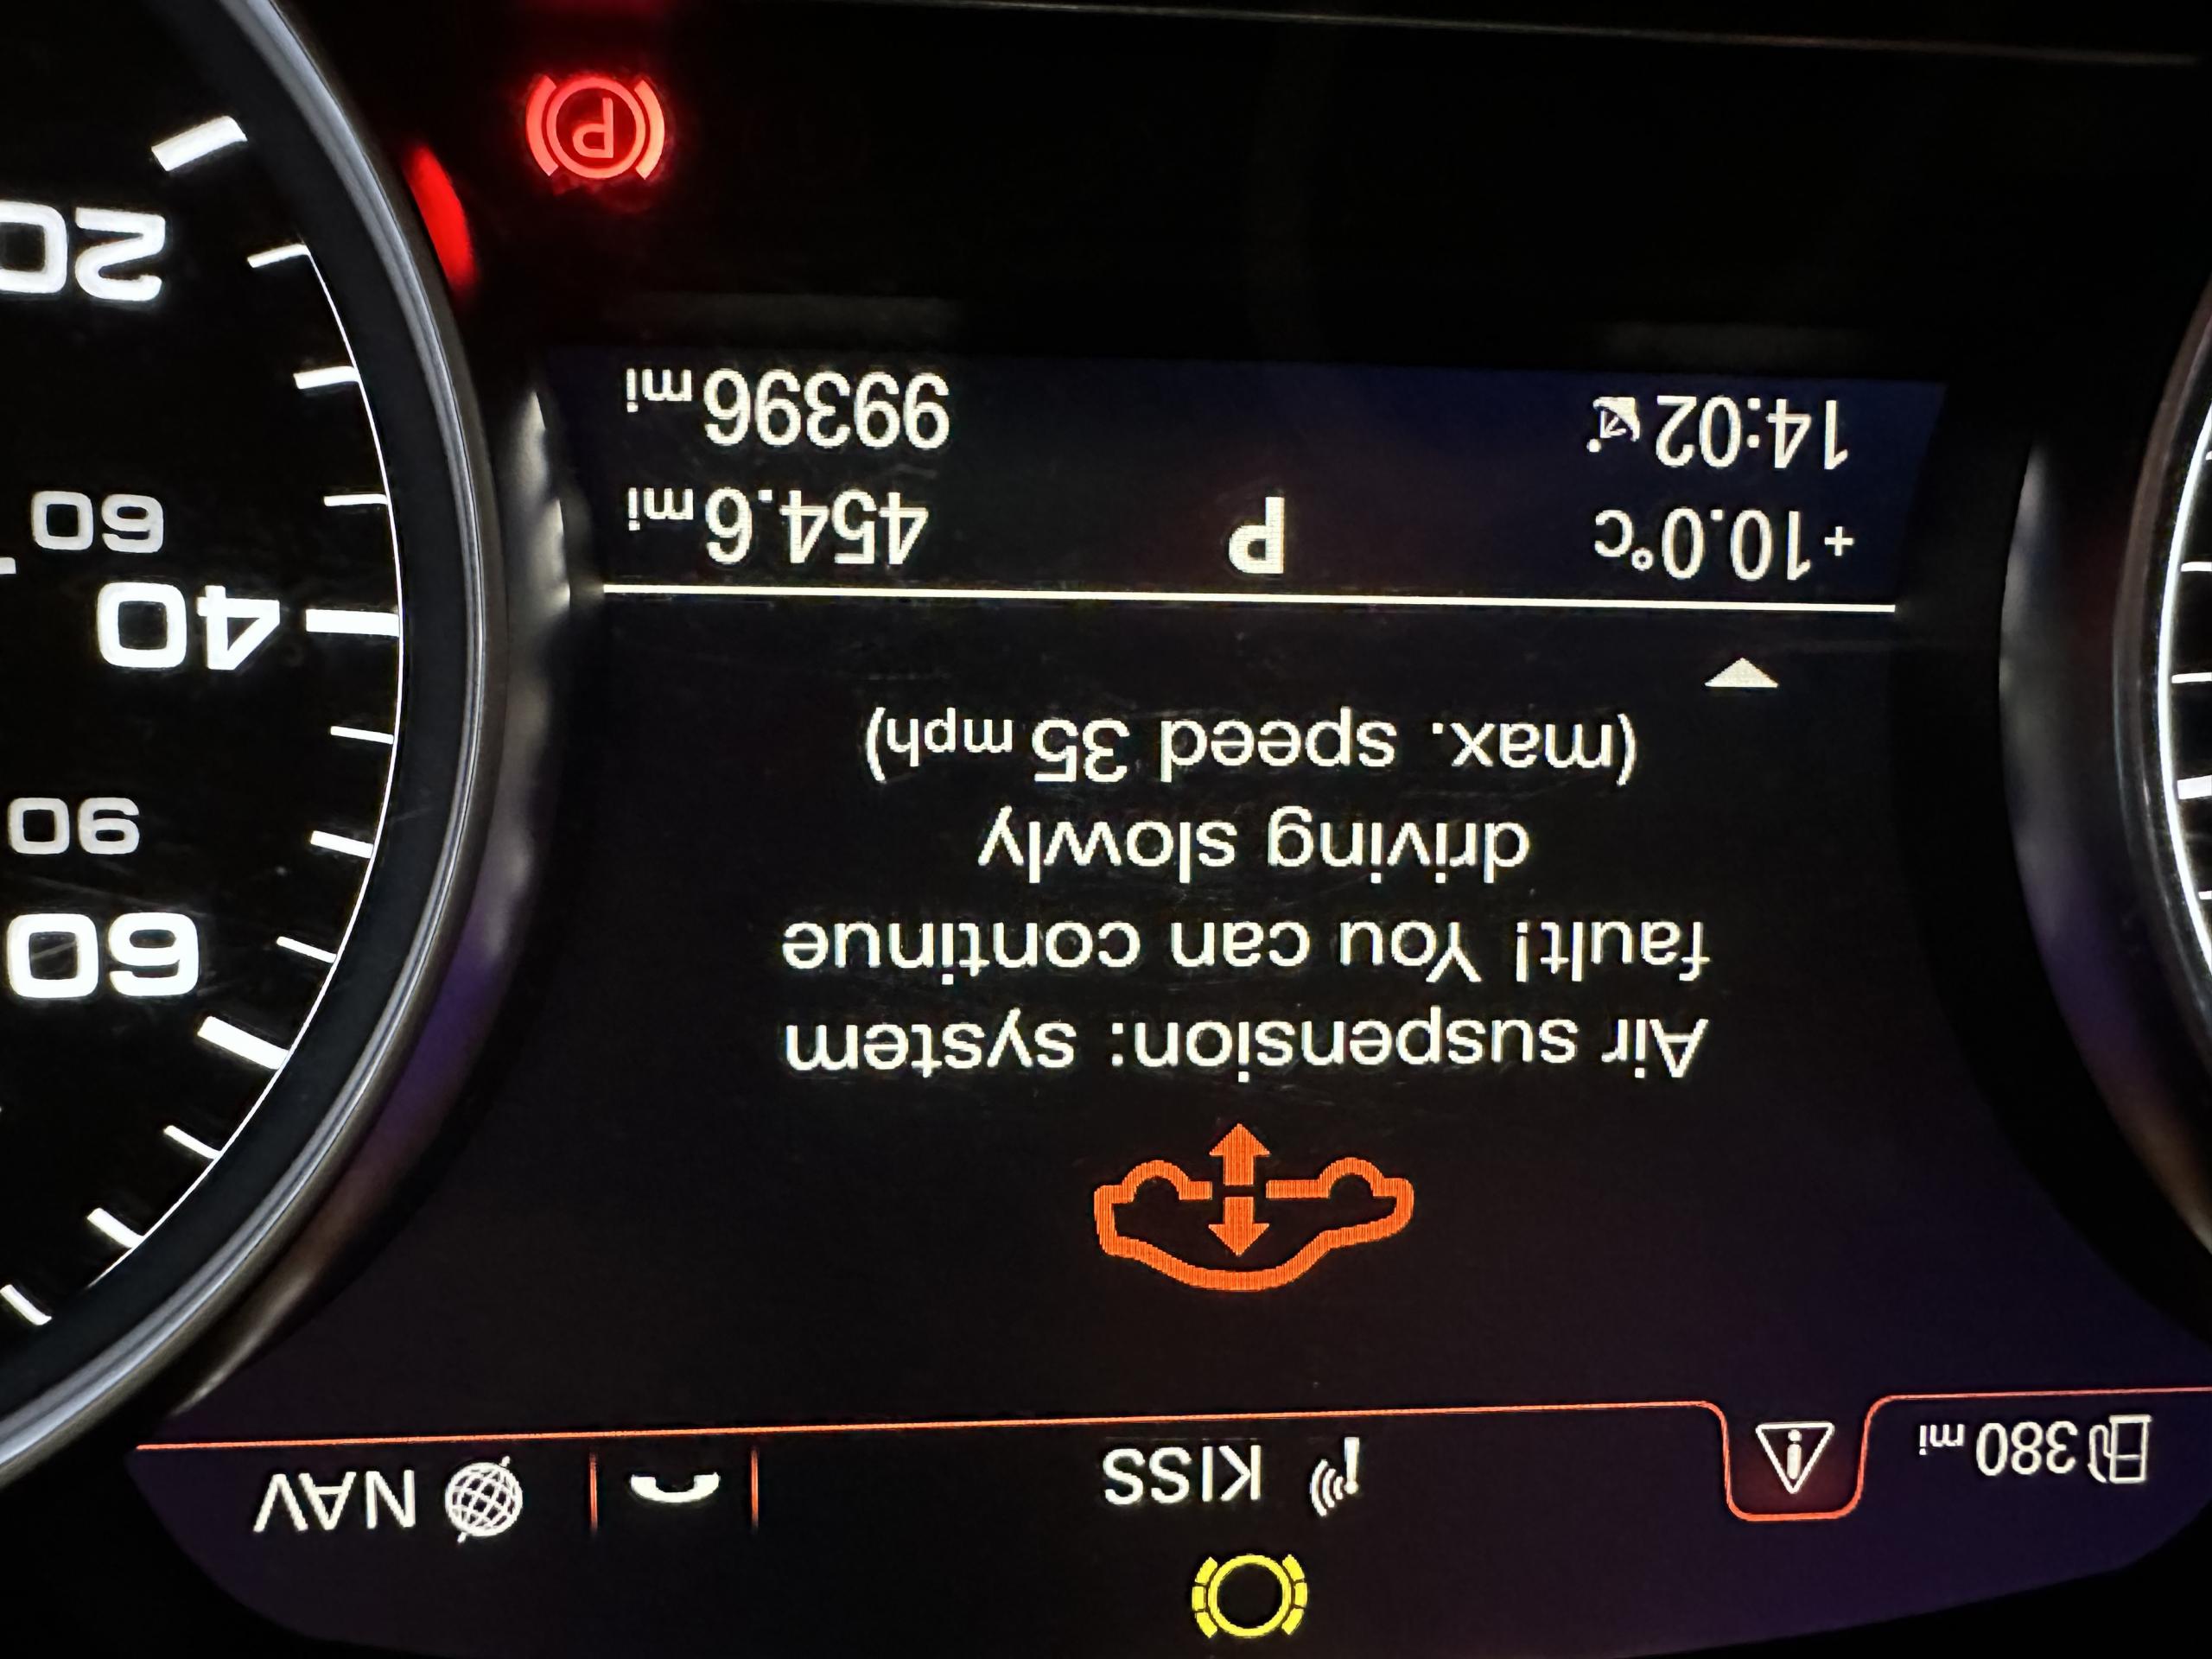 380 mi
KISS
NAV
Air suspension: system
fault! You can continue
driving slowly
(max. speed 35 mph)
+10.0°C
P
454.6 mi
14:02
99396 mi
P
60
90
40
60
20